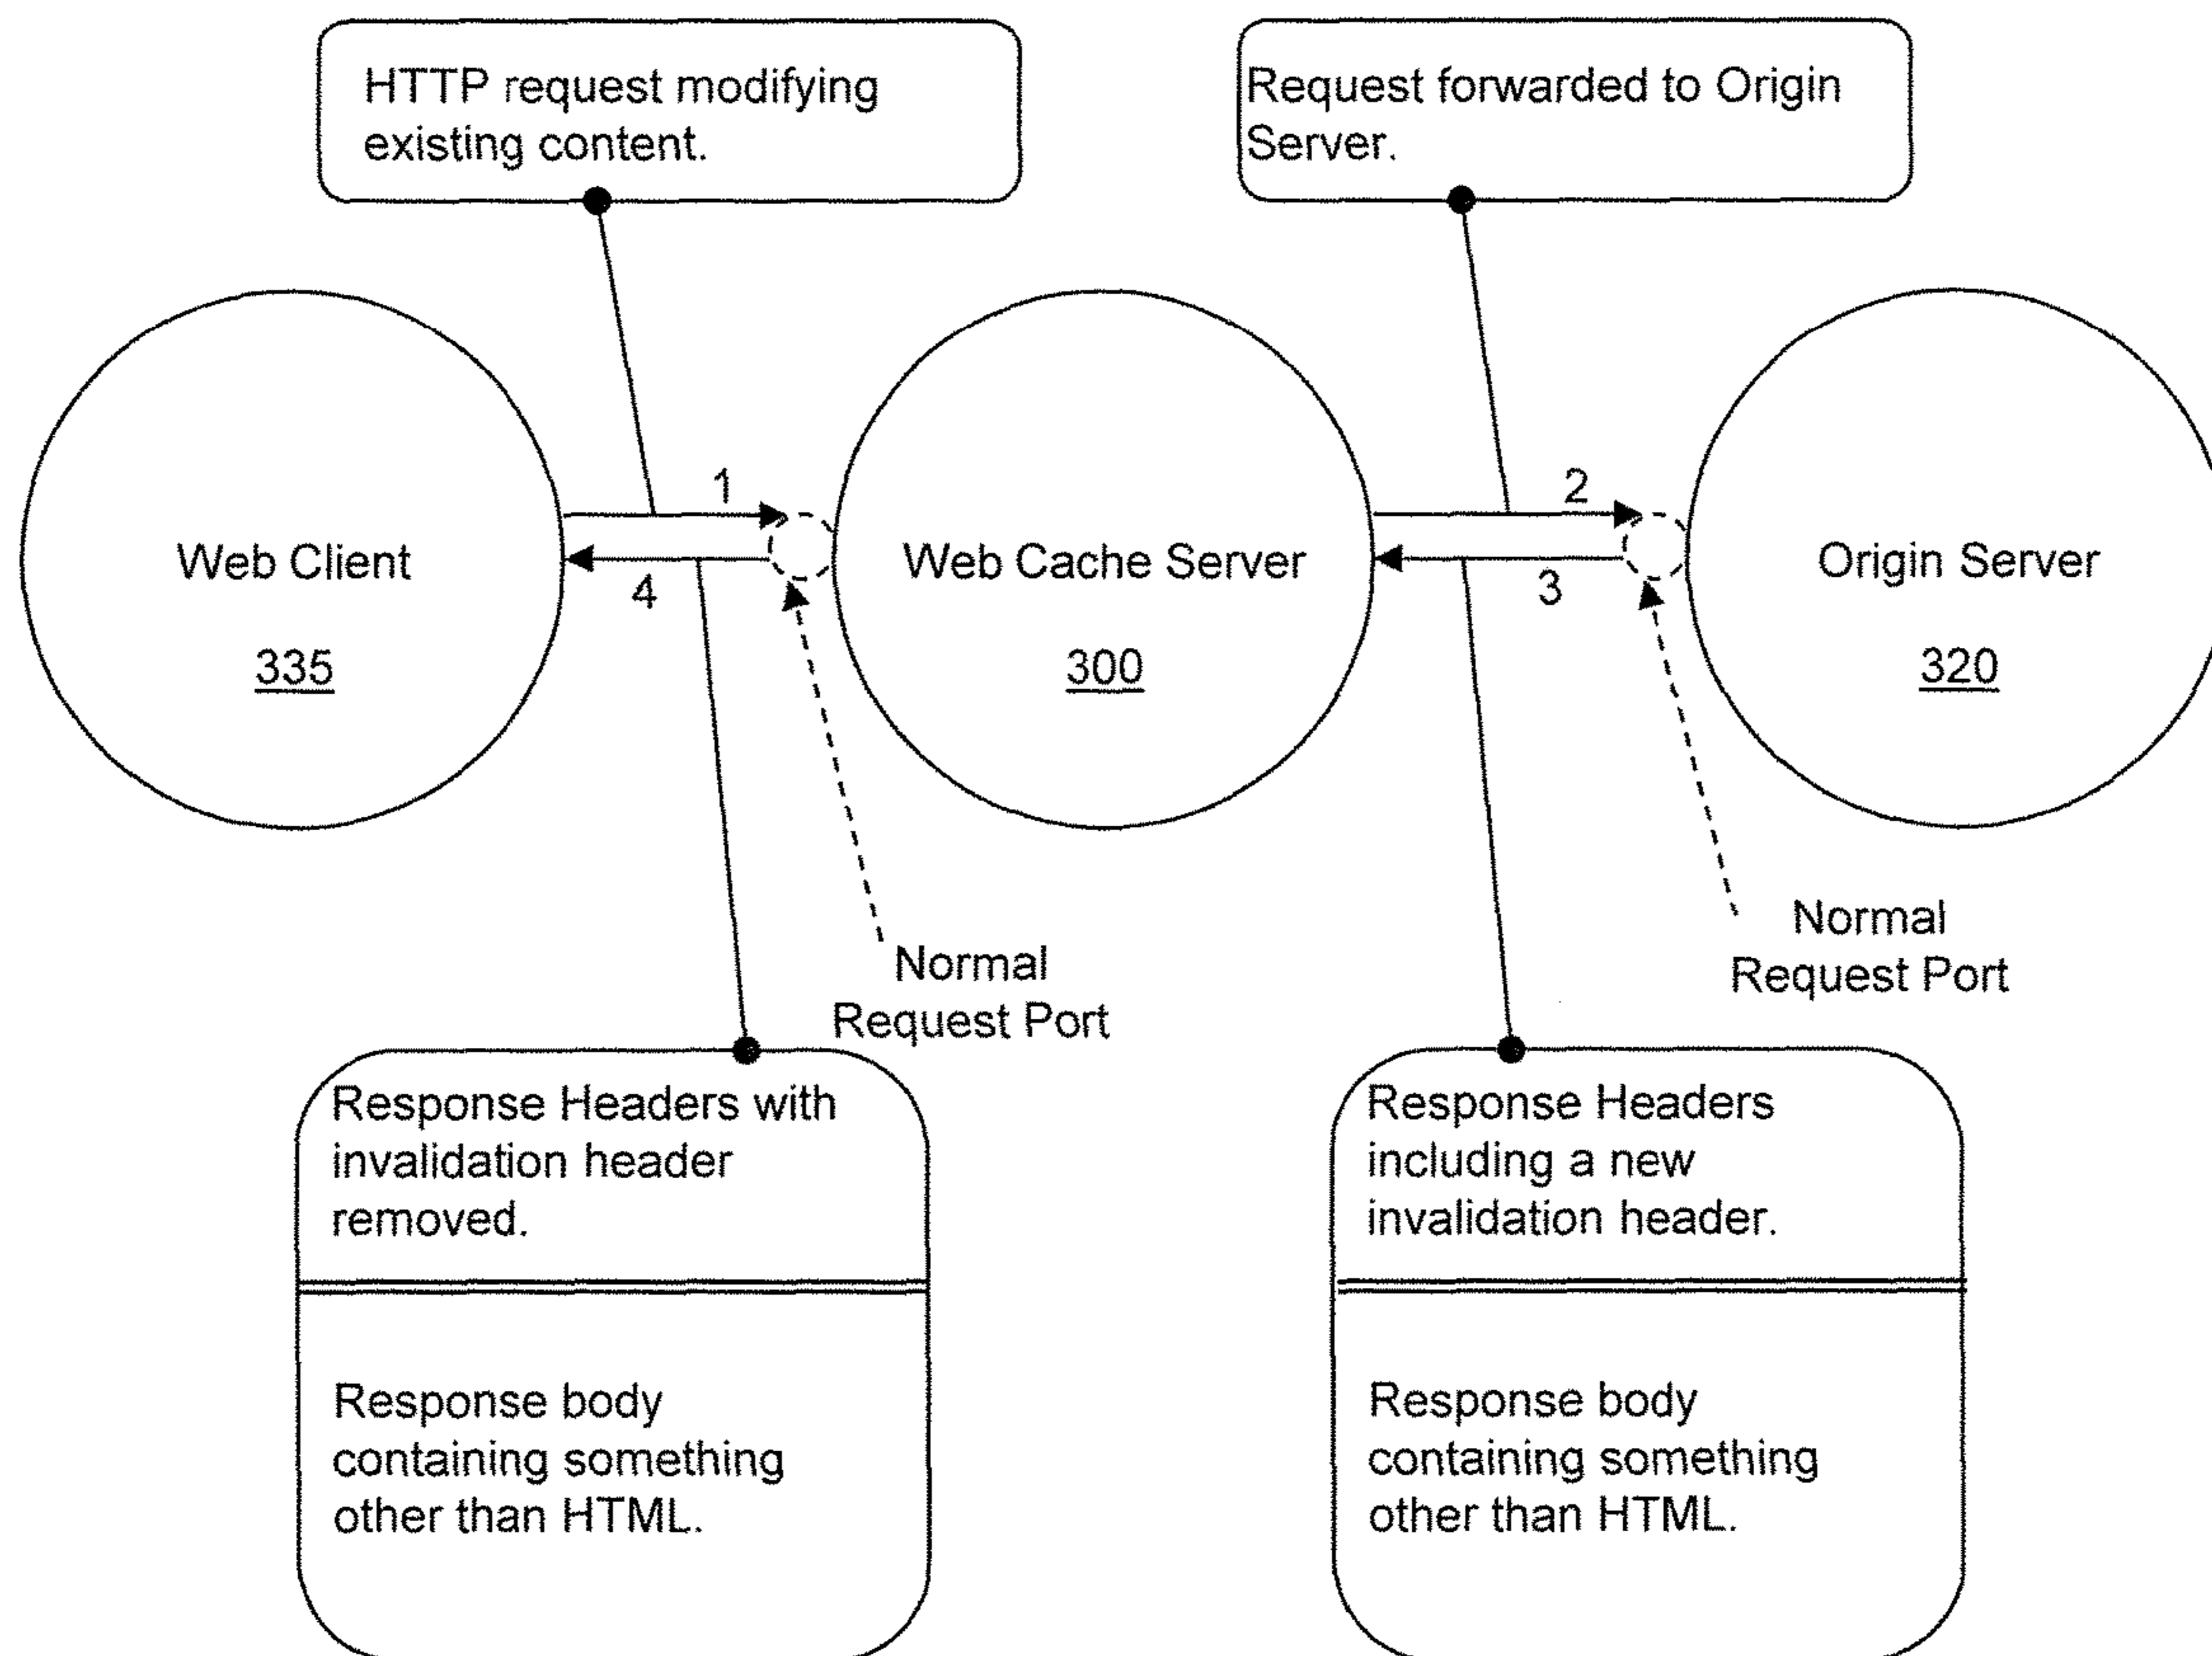 HTTP request modifying
existing content.
Request forwarded to Origin
Server.
1
2
Web Client
335
4
Web Cache Server
300
3
Origin Server
320
Normal
Request Port
Normal
Request Port
Response Headers with
invalidation header
removed.
Response body
containing something
other than HTML.
Response Headers
including a new
invalidation header.
Response body
containing something
other than HTML.